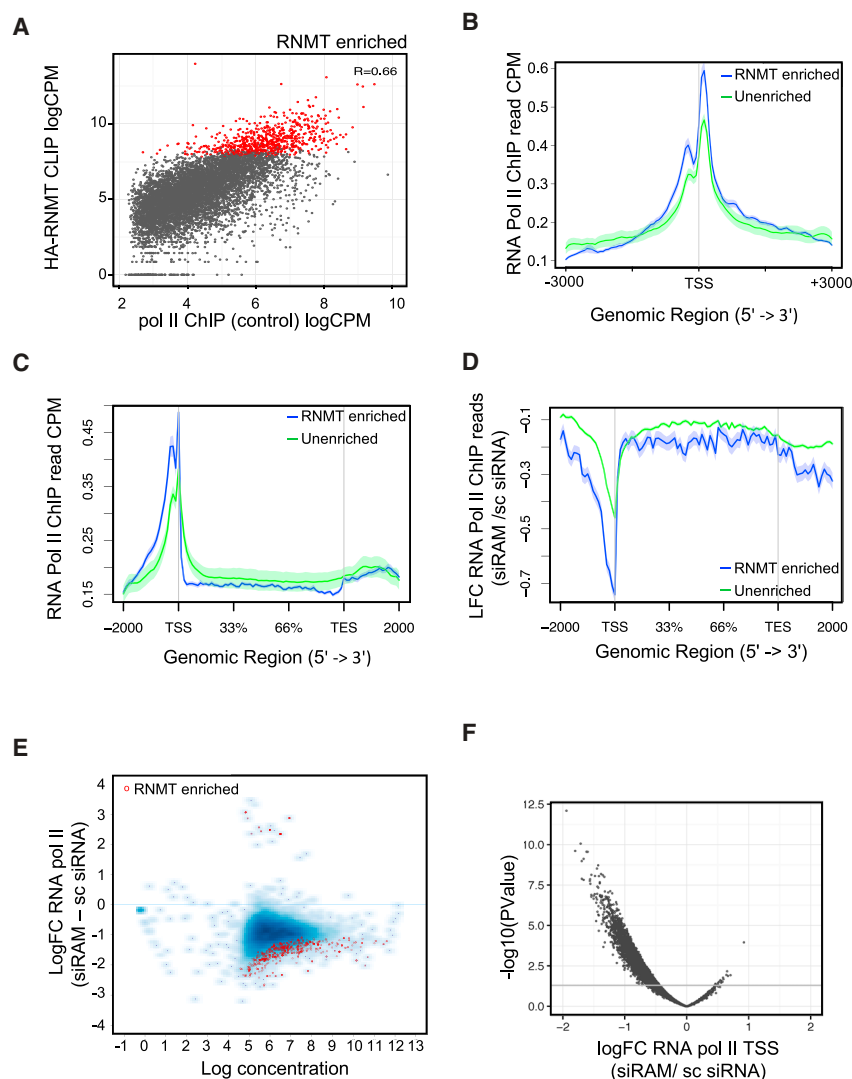 A
RNMT enriched
R=0.66
HA-RNMT CLIP logCPM
10
5
0
2 4 6 8 10
pol II ChIP (control) logCPM
B
RNMT enriched
Unenriched
RNA Pol II ChIP read CPM
0.6
0.5
0.4
0.3
0.2
0.1
-3000 TSS +3000
Genomic Region (5' -> 3')
C
RNMT enriched
Unenriched
RNA Pol II ChIP read CPM
0.45
0.35
0.25
0.15
−2000 TSS 33% 66% TES 2000
Genomic Region (5' -> 3')
D
LFC RNA Pol II ChIP reads
(siRAM /sc siRNA)
−0.1
−0.3
−0.5
−0.7
RNMT enriched
Unenriched
−2000 TSS 33% 66% TES 2000
Genomic Region (5' -> 3')
E
RNMT enriched
LogFC RNA pol II
(siRAM – sc siRNA)
4
3
2
1
0
-1
-2
-3
-4
-1 0 1 2 3 4 5 6 7 8 9 10 11 12 13
Log concentration
F
-log10(PValue)
12.5
10.0
7.5
5.0
2.5
0.0
−2 −1 0 1 2
logFC RNA pol II TSS
(siRAM/ sc siRNA)